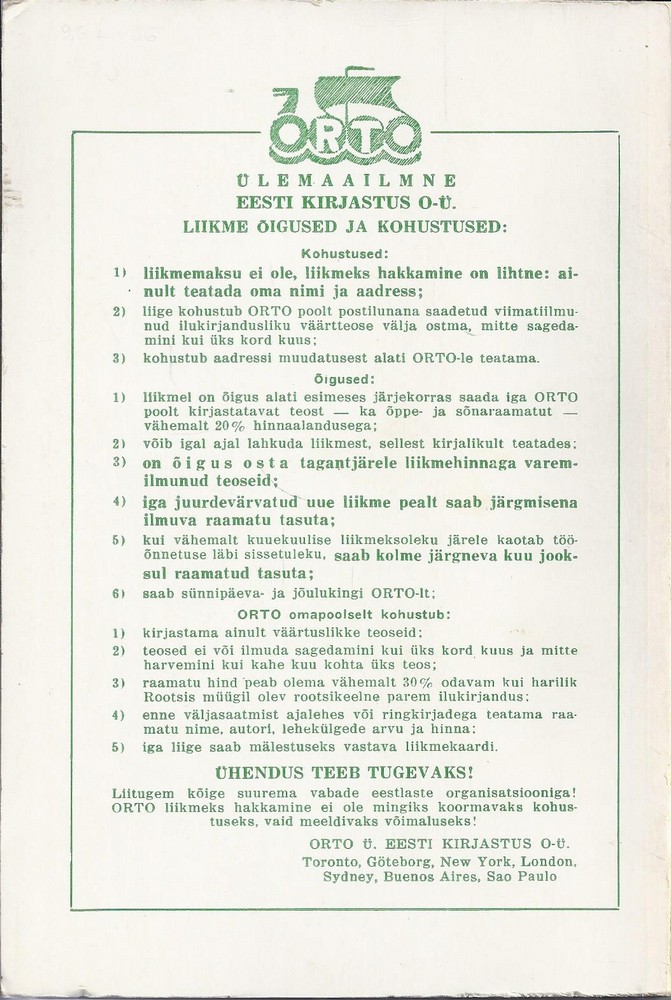 ORTO
ÜLEMAAILMNE
EESTI KIRJASTUS O-Ü.
LIIKME ÕIGUSED JA KOHUSTUSED:
Kohustused:
1) liikmemaksu ei ole, liikmeks hakkamine on lihtne: ai-
nult teatada oma nimi ja aadress;
2) liige kohustub ORTO poolt postilunana saadetud viimatiilmu-
nud ilukirjandusliku väärtteose välja ostma, mitte sageda-
mini kui üks kord kuus;
3) kohustub aadressi muudatusest alati ORTO-le teatama.
Õigused:
1) liikmel on õigus alati esimeses järjekorras saada iga ORTO
poolt kirjastatavat teost — ka õppe- ja sõnaraamatut —
vähemalt 20% hinnaalandusega;
2) võib igal ajal lahkuda liikmest, sellest kirjalikult teatades;
3) on õigus osta tagantjärele liikmehinnaga varem-
ilmunud teoseid;
4) iga juurdevärvatud uue liikme pealt saab järgmisena
ilmuva raamatu tasuta;
5) kui vähemalt kuuekuulise liikmeksoleku järele kaotab töö-
õnnetuse läbi sissetuleku, saab kolme järgneva kuu jook-
sul raamatud tasuta;
6) saab sünnipäeva- ja jõulukingi ORTO-lt;
ORTO omapoolselt kohustub:
1) kirjastama ainult väärtuslikke teoseid;
2) teosed ei või ilmuda sagedamini kui üks kord kuus ja mitte
harvemini kui kahe kuu kohta üks teos;
3) raamatu hind peab olema vähemalt 30% odavam kui harilik
Rootsis müügil olev rootsikeelne parem ilukirjandus;
4) enne väljasaatmist ajalehes või ringkirjadega teatama raa-
matu nime, autori, lehekülgede arvu ja hinna;
5) iga liige saab mälestuseks vastava liikmekaardi.
ÜHENDUS TEEB TUGEVAKS!
Liitugem kõige suurema vabade eestlaste organisatsiooniga!
ORTO liikmeks hakkamine ei ole mingiks koormavaks kohus-
tuseks, vaid meeldivaks võimaluseks!
ORTO Ü. EESTI KIRJASTUS O-Ü.
Toronto, Göteborg, New York, London,
Sydney, Buenos Aires, Sao Paulo